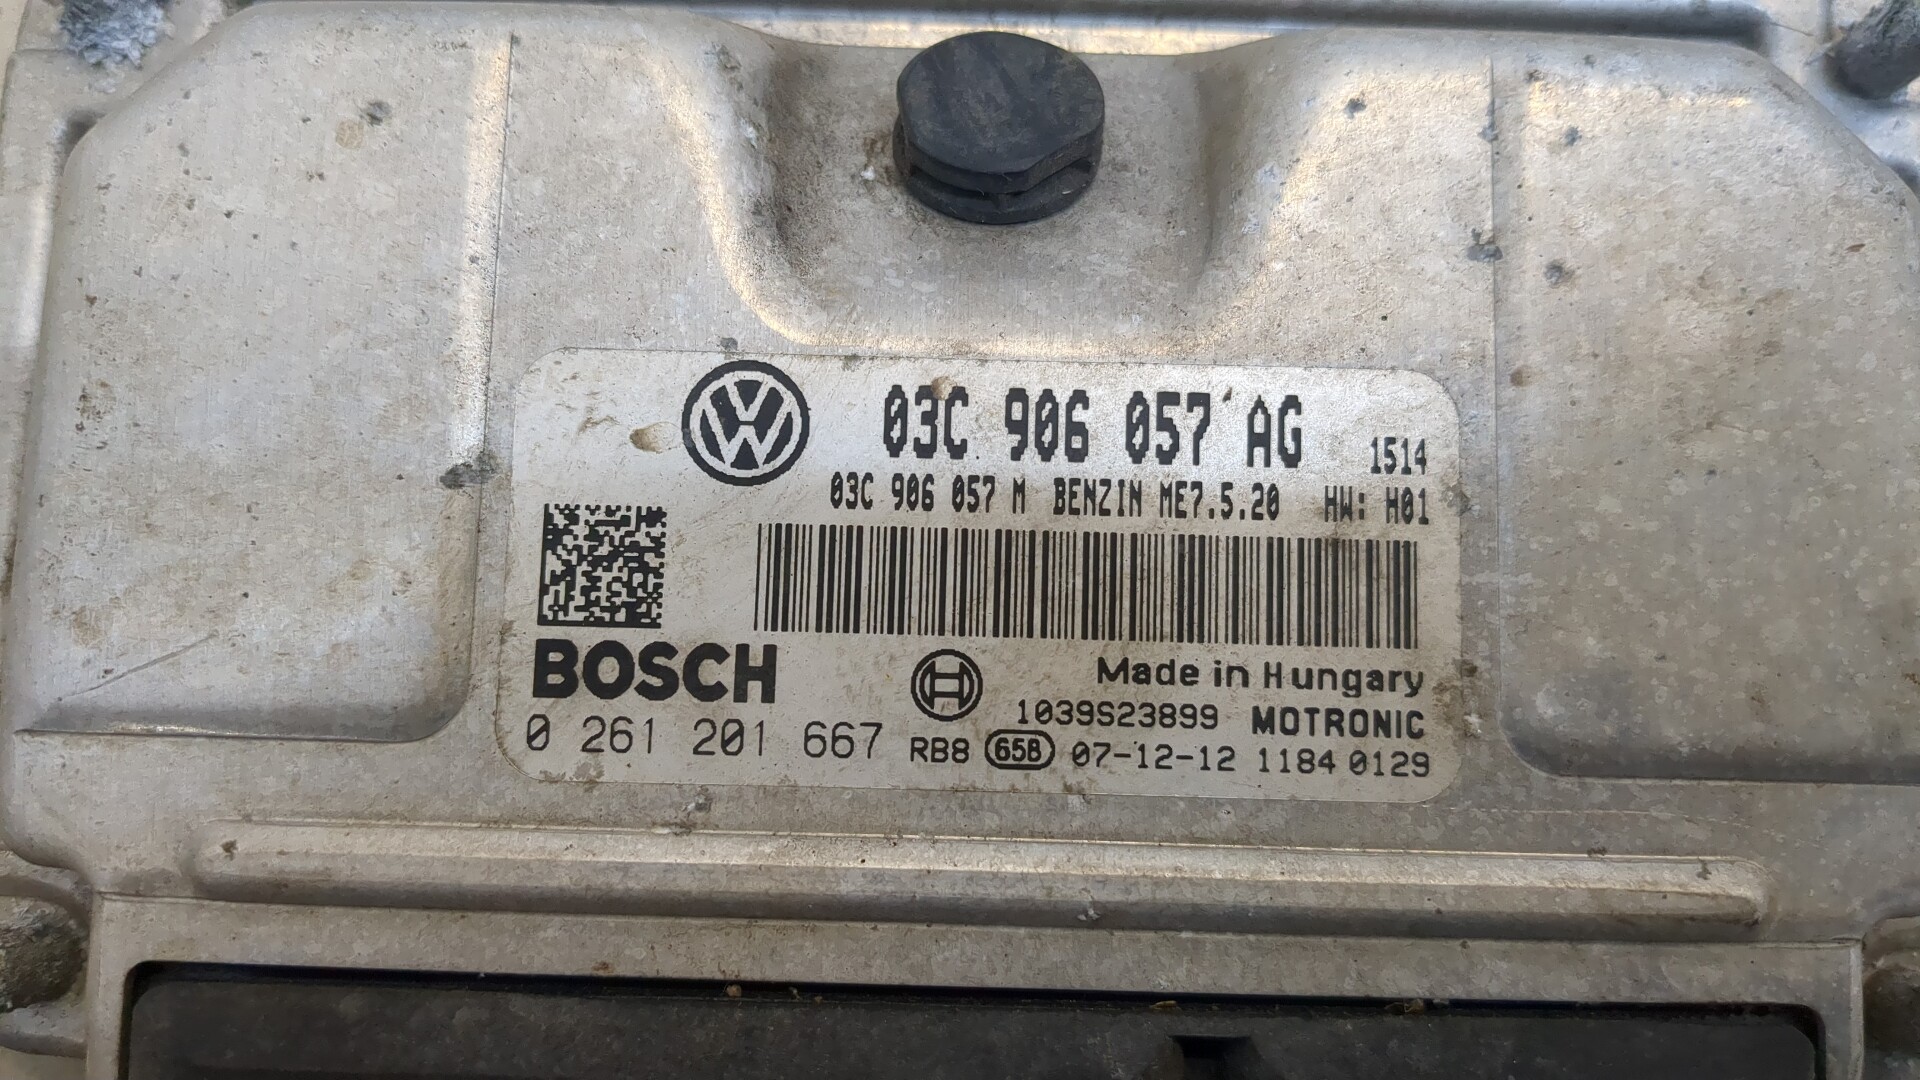 03C 906 057 AG 1514
03C 906 057 M BENZIN ME7.5.20 HW: H01
BOSCH
Made in Hungary
1039S23899 MOTRONIC
0 261 201 667 RB8 65B 07-12-12 1184 0129